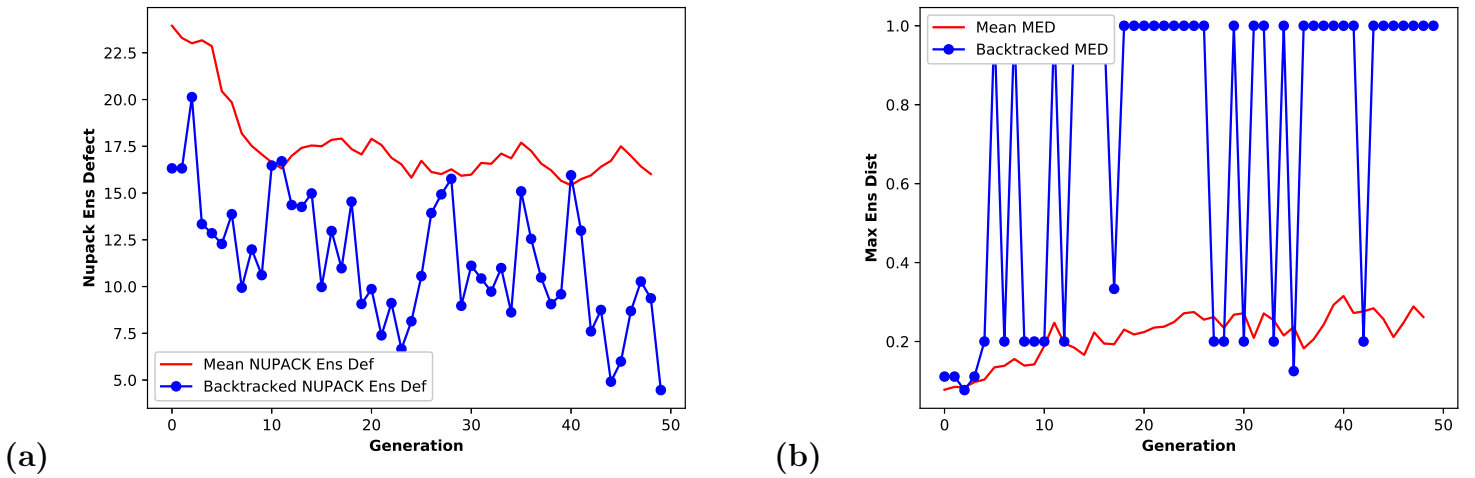 22.5
20.0
17.5
15.0
12.5
10.0
7.5
5.0
Nupack Ens Defect
Mean NUPACK Ens Def
Backtracked NUPACK Ens Def
0 10 20 30 40 50
Generation
(a)
1.0
0.8
0.6
0.4
0.2
Max Ens Dist
Mean MED
Backtracked MED
0 10 20 30 40 50
Generation
(b)